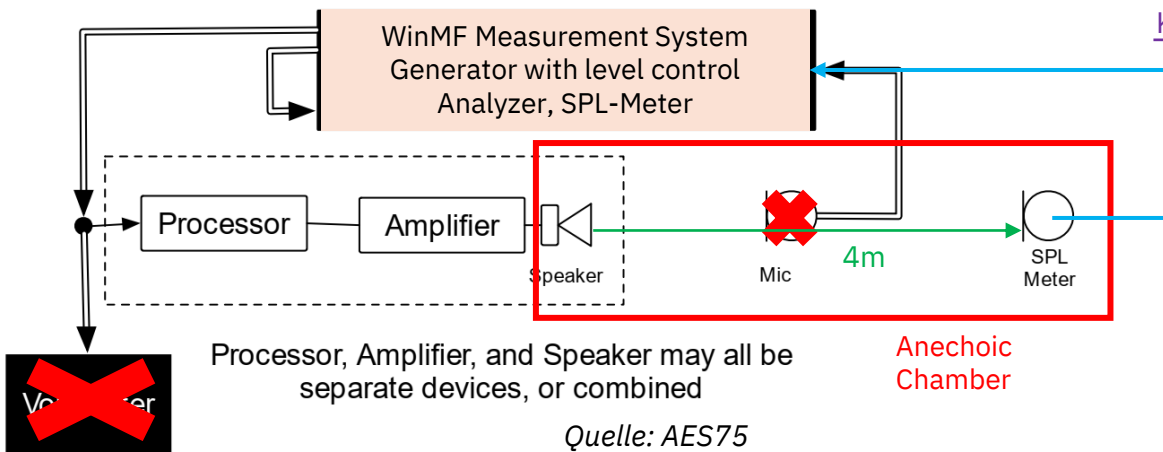 WinMF Measurement System
Generator with level control
Analyzer, SPL-Meter
Processor
Amplifier
Speaker
Mic
4m
SPL
Meter
Processor, Amplifier, and Speaker may all be
separate devices, or combined
Anechoic
Chamber
Quelle: AES75